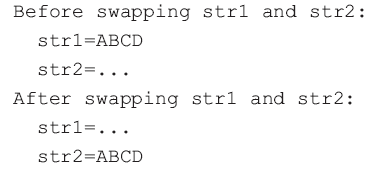 Before swapping str1 and str2:
str1=ABCD
str2=...
After swapping str1 and str2:
str1=...
str2=ABCD